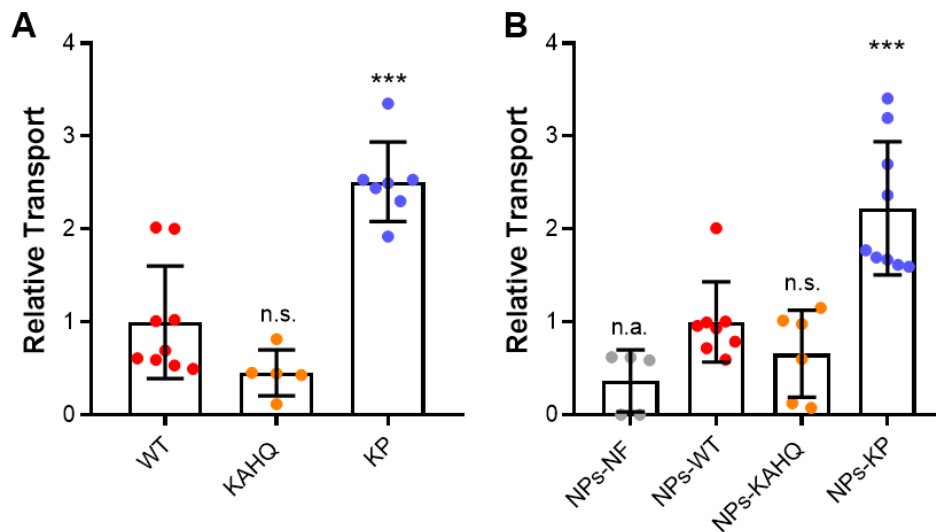 A
Relative Transport
4
3
2
1
0
n.s.
***
WT
KAHQ
KP
B
Relative Transport
4
3
2
1
0
n.a.
n.s.
***
NPs-NF
NPs-WT
NPs-KAHQ
NPs-KP